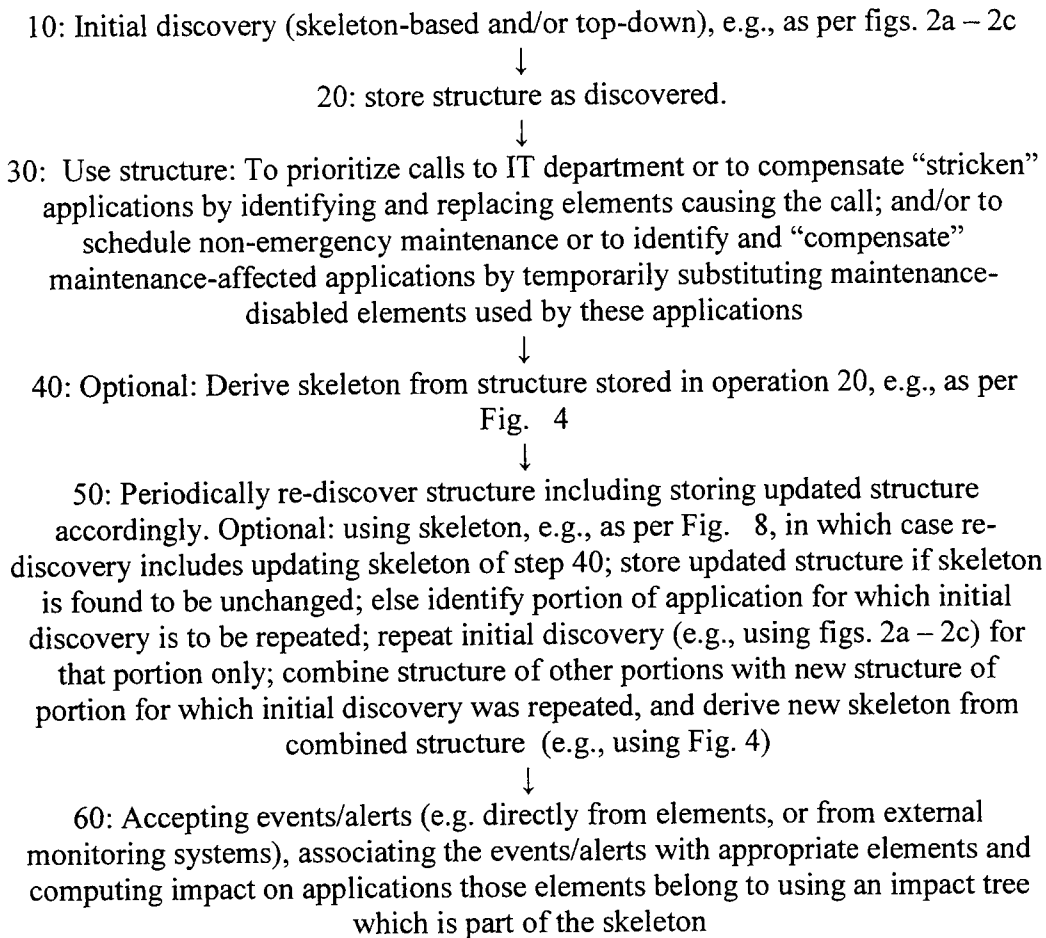 10: Initial discovery (skeleton-based and/or top-down), e.g., as per figs. 2a – 2c
↓
20: store structure as discovered.
↓
30: Use structure: To prioritize calls to IT department or to compensate “stricken”
applications by identifying and replacing elements causing the call; and/or to
schedule non-emergency maintenance or to identify and “compensate”
maintenance-affected applications by temporarily substituting maintenance-
disabled elements used by these applications
↓
40: Optional: Derive skeleton from structure stored in operation 20, e.g., as per
Fig. 4
↓
50: Periodically re-discover structure including storing updated structure
accordingly. Optional: using skeleton, e.g., as per Fig. 8, in which case re-
discovery includes updating skeleton of step 40; store updated structure if skeleton
is found to be unchanged; else identify portion of application for which initial
discovery is to be repeated; repeat initial discovery (e.g., using figs. 2a – 2c) for
that portion only; combine structure of other portions with new structure of
portion for which initial discovery was repeated, and derive new skeleton from
combined structure (e.g., using Fig. 4)
↓
60: Accepting events/alerts (e.g. directly from elements, or from external
monitoring systems), associating the events/alerts with appropriate elements and
computing impact on applications those elements belong to using an impact tree
which is part of the skeleton